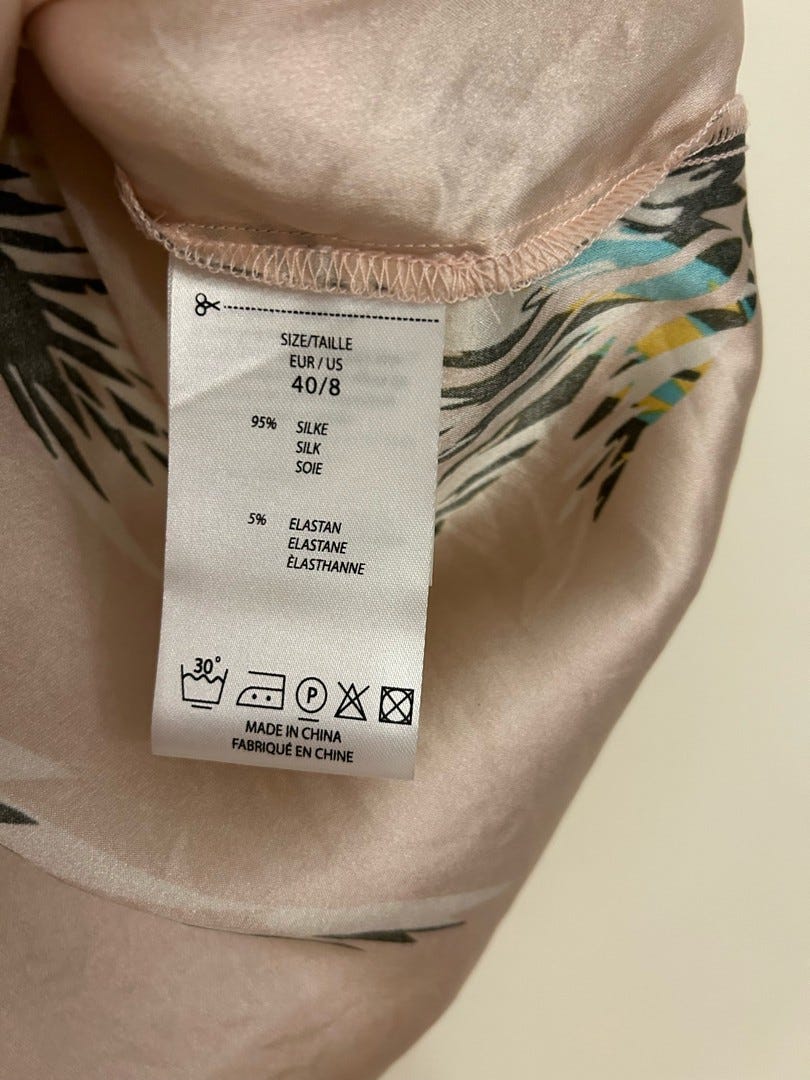 SIZE/TAILLE
EUR / US
40/8
95% SILKE
SILK
SOIE
5% ELASTAN
ELASTANE
ÈLASTHANNE
30°
P
MADE IN CHINA
FABRIQUÉ EN CHINE